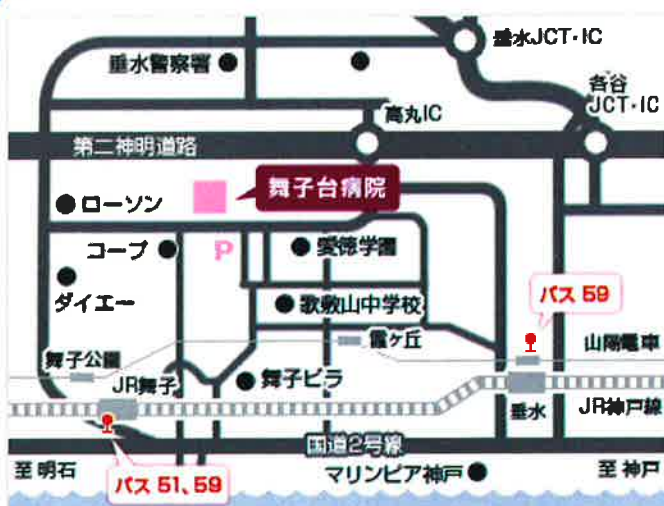 垂水JCT・IC
垂水警察署
各谷
JCT・IC
高丸IC
第二神明道路
舞子台病院
ローソン
コープ
P
愛徳学園
ダイエー
歌敷山中学校
バス 59
舞子公園
霞ヶ丘
山陽電車
JR舞子
舞子ビラ
垂水
JR神戸線
国道2号線
至 明石
バス 51、59
マリンピア神戸
至 神戸